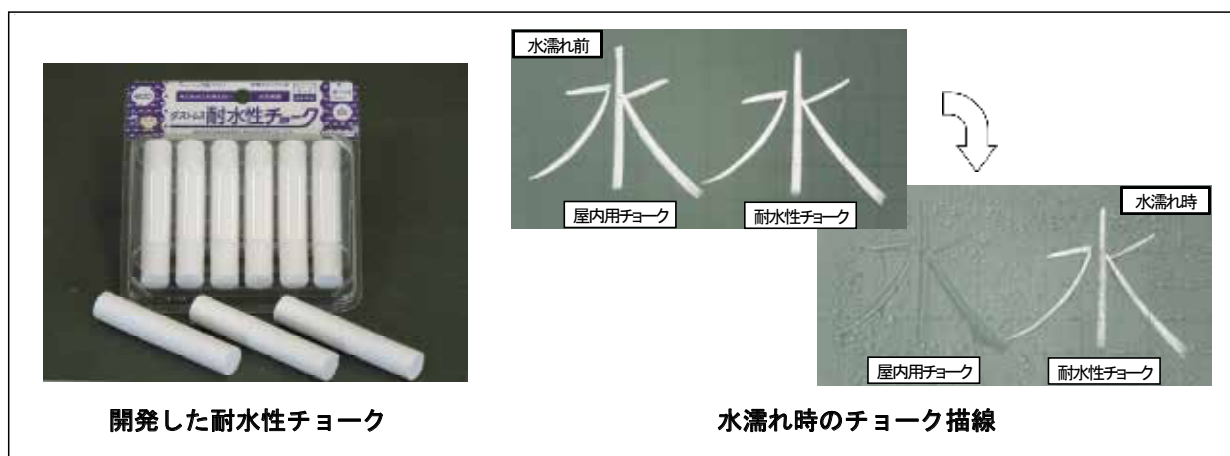 ダストレス耐水性チョーク
開発した耐水性チョーク
水濡れ前
水 水
屋内用チョーク 耐水性チョーク
水濡れ時
水 水
屋内用チョーク 耐水性チョーク
水濡れ時のチョーク描線